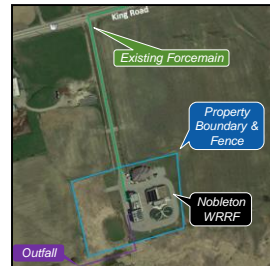 King Road
Existing Forcemain
Property
Boundary &
Fence
Nobleton
WRRF
Outfall